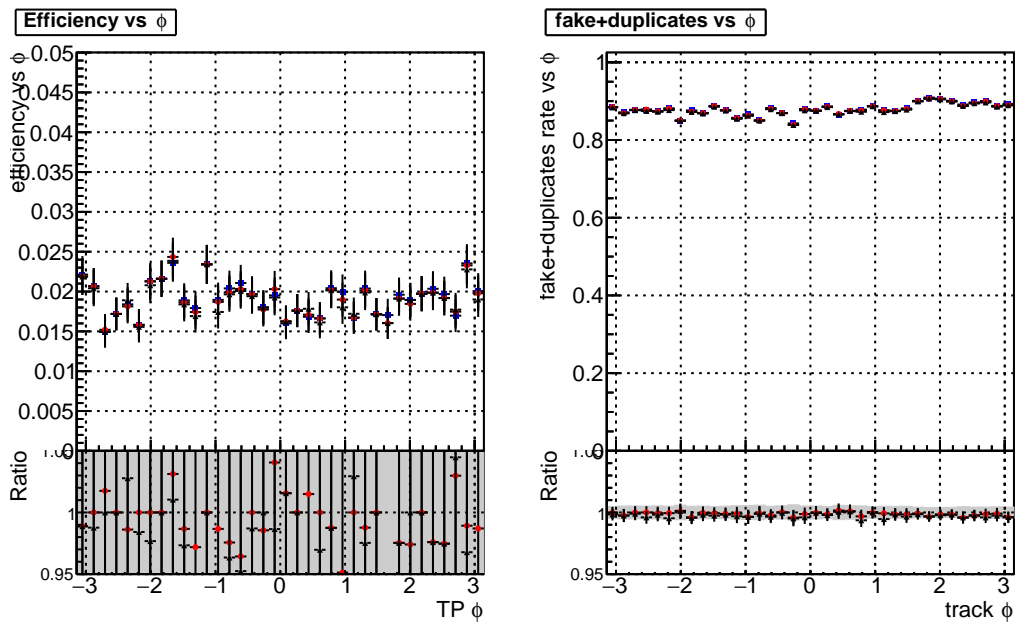 Efficiency vs ϕ
efficiency vs ϕ
0.05
0.045
0.04
0.035
0.03
0.025
0.02
0.015
0.01
0.005
0
Ratio
1
0.95
−3 −2 −1 0 1 2 3
TP ϕ
fake+duplicates vs ϕ
fake+duplicates rate vs ϕ
1
0.8
0.6
0.4
0.2
0
Ratio
1
0.95
−3 −2 −1 0 1 2 3
track ϕ